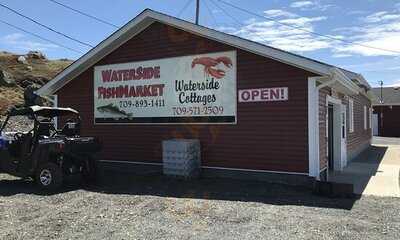 WATERSIDE
FISHMARKET
709-893-1411
Waterside
Cottages
709-571-2509
OPEN!